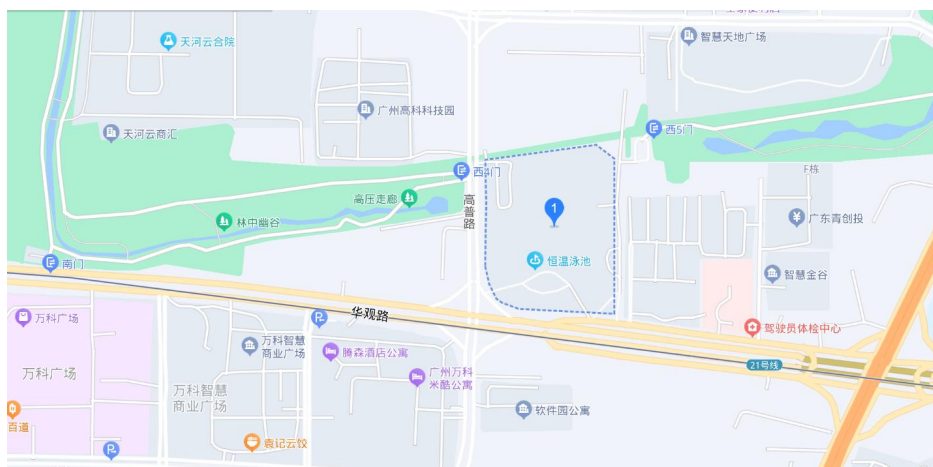 天河云合院
智慧天地广场
广州高科科技园
天河云商汇
西5门
西4门
F栋
高压走廊
高普路
1
林中幽谷
广东青创投
南门
恒温泳池
智慧金谷
万科广场
华观路
驾驶员体检中心
万科智慧
商业广场
腾森酒店公寓
21号线
万科广场
广州万科
米酷公寓
万科智慧
商业广场
软件园公寓
百道
袁记云饺